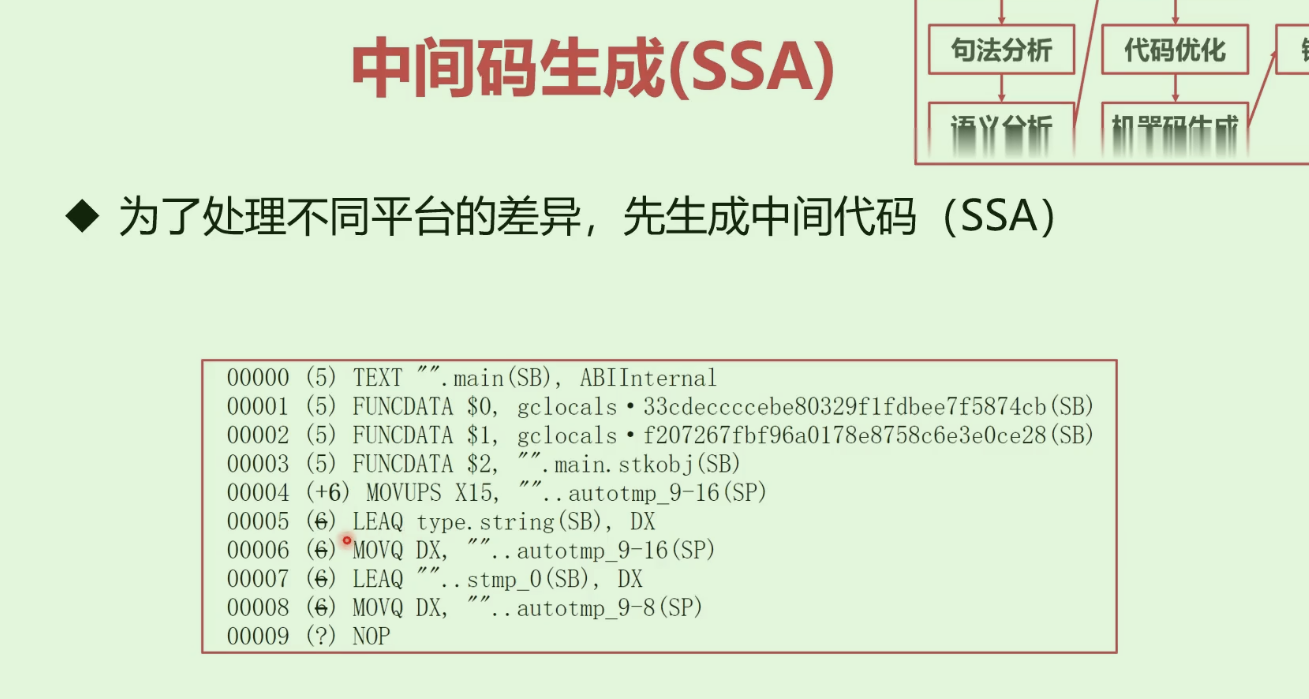 中间码生成(SSA)
句法分析
代码优化
语义分析
机器码生成
◆ 为了处理不同平台的差异，先生成中间代码（SSA）
00000 (5) TEXT "".main(SB), ABIInternal
00001 (5) FUNCDATA $0, gclocals·33cdeccccebe80329f1fdbee7f5874cb(SB)
00002 (5) FUNCDATA $1, gclocals·f207267fbf96a0178e8758c6e3e0ce28(SB)
00003 (5) FUNCDATA $2, "".main.stkobj(SB)
00004 (+6) MOVUPS X15, ""..autotmp_9-16(SP)
00005 (6) LEAQ type.string(SB), DX
00006 (6) MOVQ DX, ""..autotmp_9-16(SP)
00007 (6) LEAQ ""..stmp_0(SB), DX
00008 (6) MOVQ DX, ""..autotmp_9-8(SP)
00009 (?) NOP